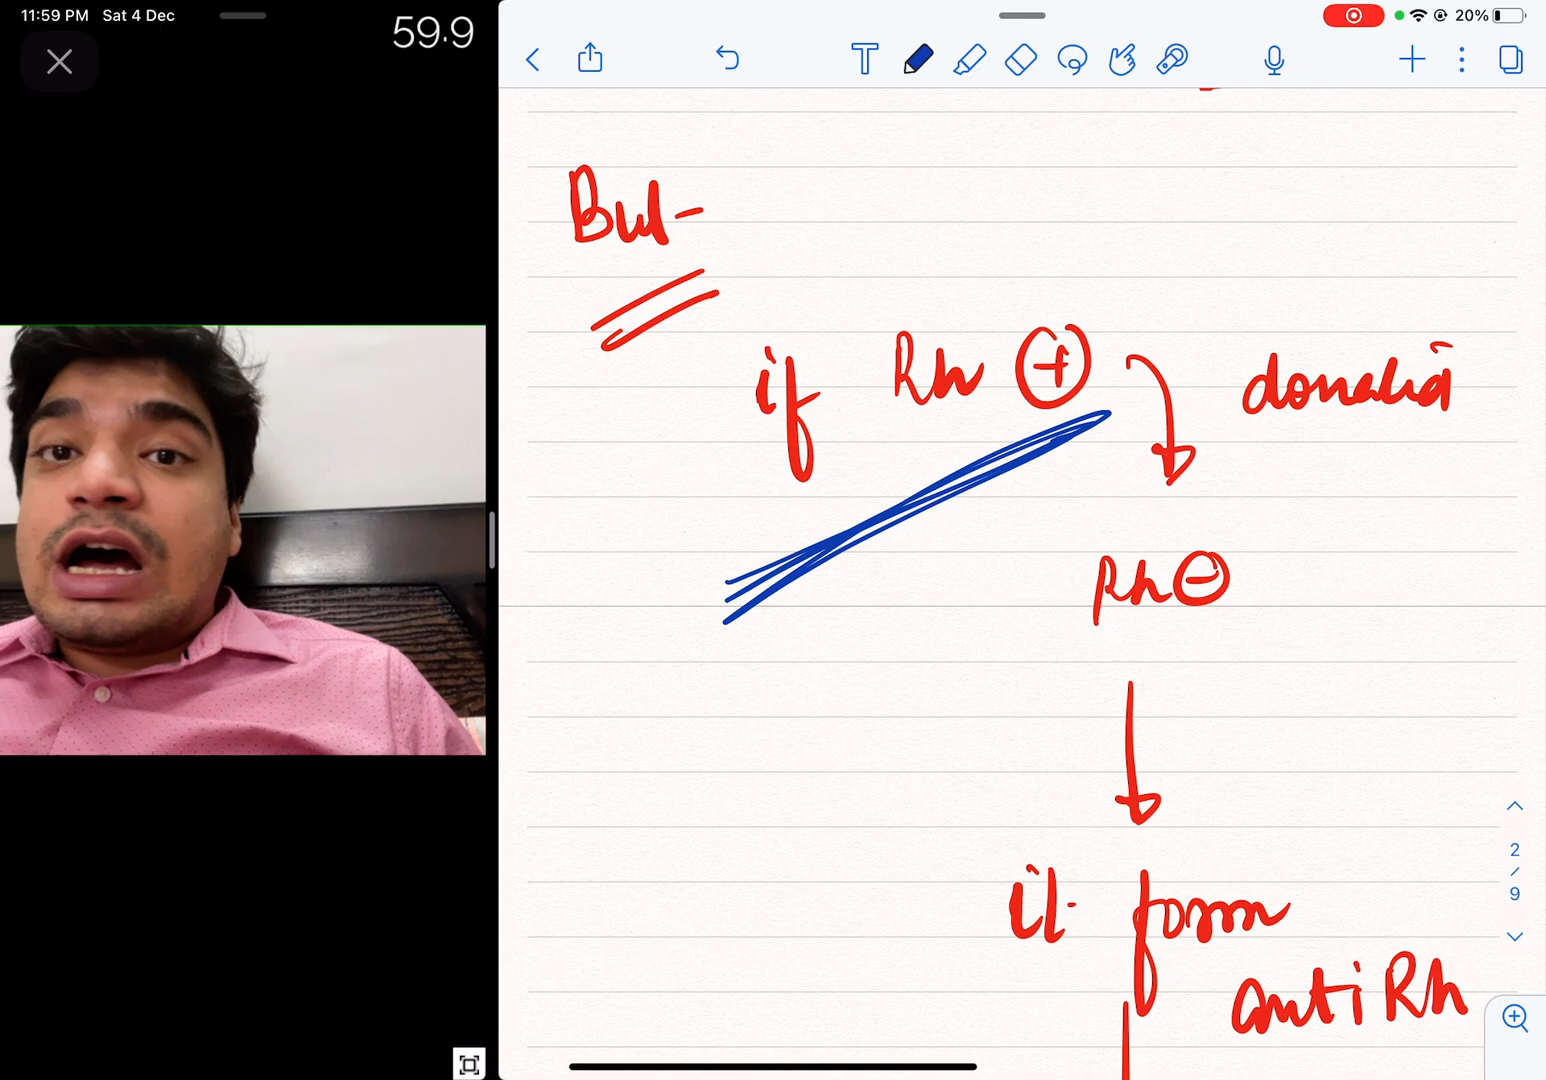 11:59 PM Sat 4 Dec
59.9
20%
T
But-
if Rh + donatiō
Rh -
it form
anti Rh
2
9